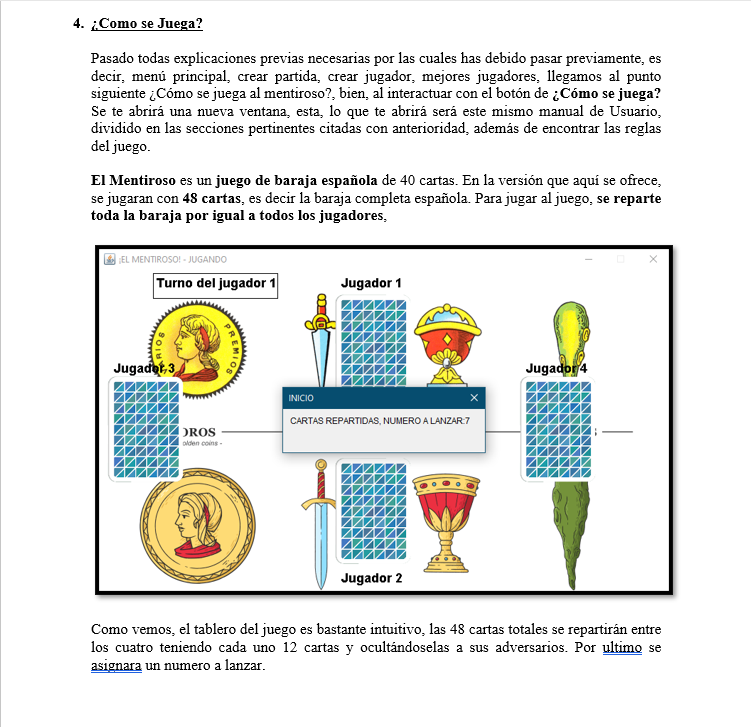 4. ¿Como se Juega?
Pasado todas explicaciones previas necesarias por las cuales has debido pasar previamente, es
decir, menú principal, crear partida, crear jugador, mejores jugadores, llegamos al punto
siguiente ¿Cómo se juega al mentiroso?, bien, al interactuar con el botón de ¿Cómo se juega?
Se te abrirá una nueva ventana, esta, lo que te abrirá será este mismo manual de Usuario,
dividido en las secciones pertinentes citadas con anterioridad, además de encontrar las reglas
del juego.
El Mentiroso es un juego de baraja española de 40 cartas. En la versión que aquí se ofrece,
se jugaran con 48 cartas, es decir la baraja completa española. Para jugar al juego, se reparte
toda la baraja por igual a todos los jugadores,
¡EL MENTIROSO! - JUGANDO
Turno del jugador 1
Jugador 1
PREMIOS
Jugador 3
Jugador 4
INICIO
CARTAS REPARTIDAS, NUMERO A LANZAR:7
OROS
olden coins -
Jugador 2
Como vemos, el tablero del juego es bastante intuitivo, las 48 cartas totales se repartirán entre
los cuatro teniendo cada uno 12 cartas y ocultándoselas a sus adversarios. Por ultimo se
asignara un numero a lanzar.